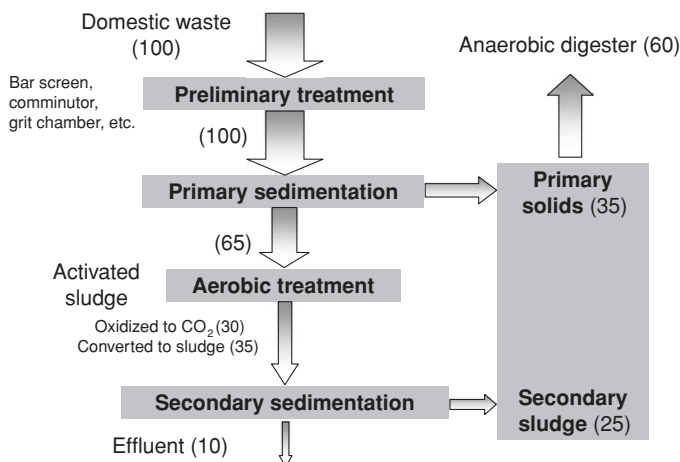 Domestic waste
(100)
Anaerobic digester (60)
Bar screen,
comminutor,
grit chamber, etc.
Preliminary treatment
(100)
Primary sedimentation
Primary
solids (35)
(65)
Activated
sludge
Aerobic treatment
Oxidized to CO₂(30)
Converted to sludge (35)
Secondary sedimentation
Secondary
sludge (25)
Effluent (10)